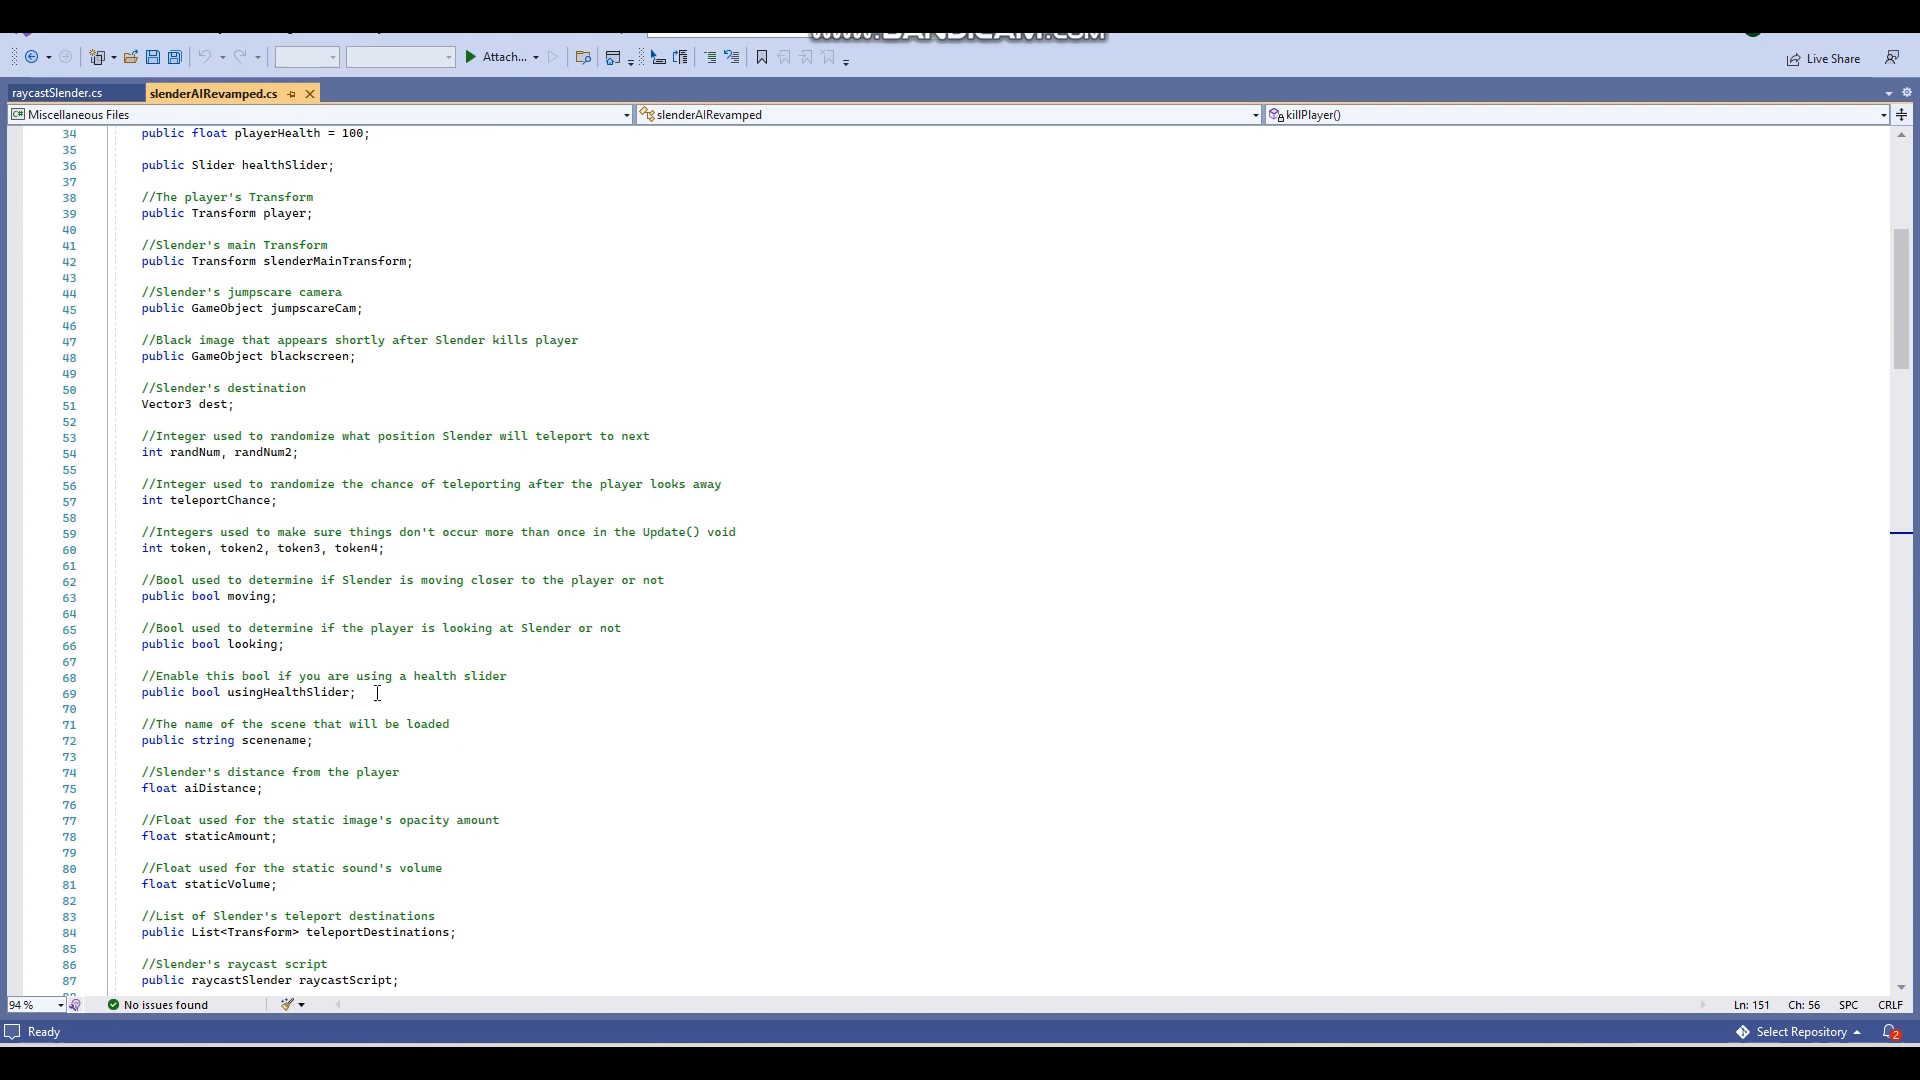 www.BANDICAM.com
Attach...
Live Share
raycastSlender.cs
slenderAIRevamped.cs
Miscellaneous Files
slenderAIRevamped
killPlayer()
34 public float playerHealth = 100;
35
36 public Slider healthSlider;
37
38 //The player's Transform
39 public Transform player;
40
41 //Slender's main Transform
42 public Transform slenderMainTransform;
43
44 //Slender's jumpscare camera
45 public GameObject jumpscareCam;
46
47 //Black image that appears shortly after Slender kills player
48 public GameObject blackscreen;
49
50 //Slender's destination
51 Vector3 dest;
52
53 //Integer used to randomize what position Slender will teleport to next
54 int randNum, randNum2;
55
56 //Integer used to randomize the chance of teleporting after the player looks away
57 int teleportChance;
58
59 //Integers used to make sure things don't occur more than once in the Update() void
60 int token, token2, token3, token4;
61
62 //Bool used to determine if Slender is moving closer to the player or not
63 public bool moving;
64
65 //Bool used to determine if the player is looking at Slender or not
66 public bool looking;
67
68 //Enable this bool if you are using a health slider
69 public bool usingHealthSlider;
70
71 //The name of the scene that will be loaded
72 public string scenename;
73
74 //Slender's distance from the player
75 float aiDistance;
76
77 //Float used for the static image's opacity amount
78 float staticAmount;
79
80 //Float used for the static sound's volume
81 float staticVolume;
82
83 //List of Slender's teleport destinations
84 public List<Transform> teleportDestinations;
85
86 //Slender's raycast script
87 public raycastSlender raycastScript;
94 %
No issues found
Ln: 151
Ch: 56
SPC
CRLF
Ready
Select Repository
2